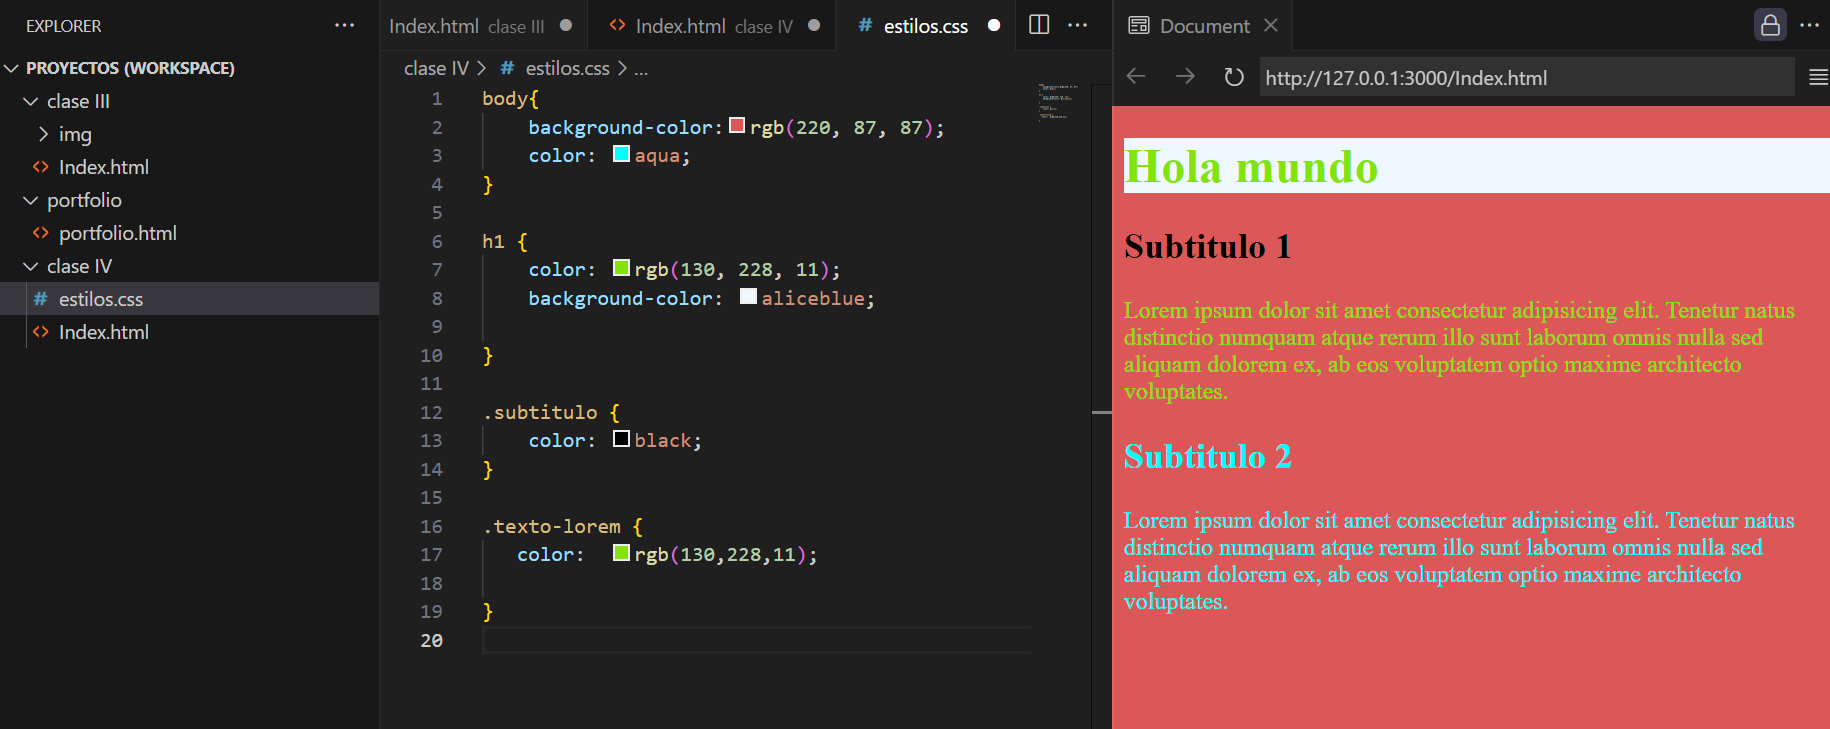 EXPLORER
PROYECTOS (WORKSPACE)
clase III
img
Index.html
portfolio
portfolio.html
clase IV
estilos.css
Index.html
Index.html clase III
Index.html clase IV
estilos.css
clase IV > # estilos.css > ...
1 body{
2 background-color: rgb(220, 87, 87);
3 color: aqua;
4 }
5
6 h1 {
7 color: rgb(130, 228, 11);
8 background-color: aliceblue;
9
10 }
11
12 .subtitulo {
13 color: black;
14 }
15
16 .texto-lorem {
17 color: rgb(130,228,11);
18
19 }
20
Document
http://127.0.0.1:3000/Index.html
Hola mundo
Subtitulo 1
Lorem ipsum dolor sit amet consectetur adipisicing elit. Tenetur natus
distinctio numquam atque rerum illo sunt laborum omnis nulla sed
aliquam dolorem ex, ab eos voluptatem optio maxime architecto
voluptates.
Subtitulo 2
Lorem ipsum dolor sit amet consectetur adipisicing elit. Tenetur natus
distinctio numquam atque rerum illo sunt laborum omnis nulla sed
aliquam dolorem ex, ab eos voluptatem optio maxime architecto
voluptates.